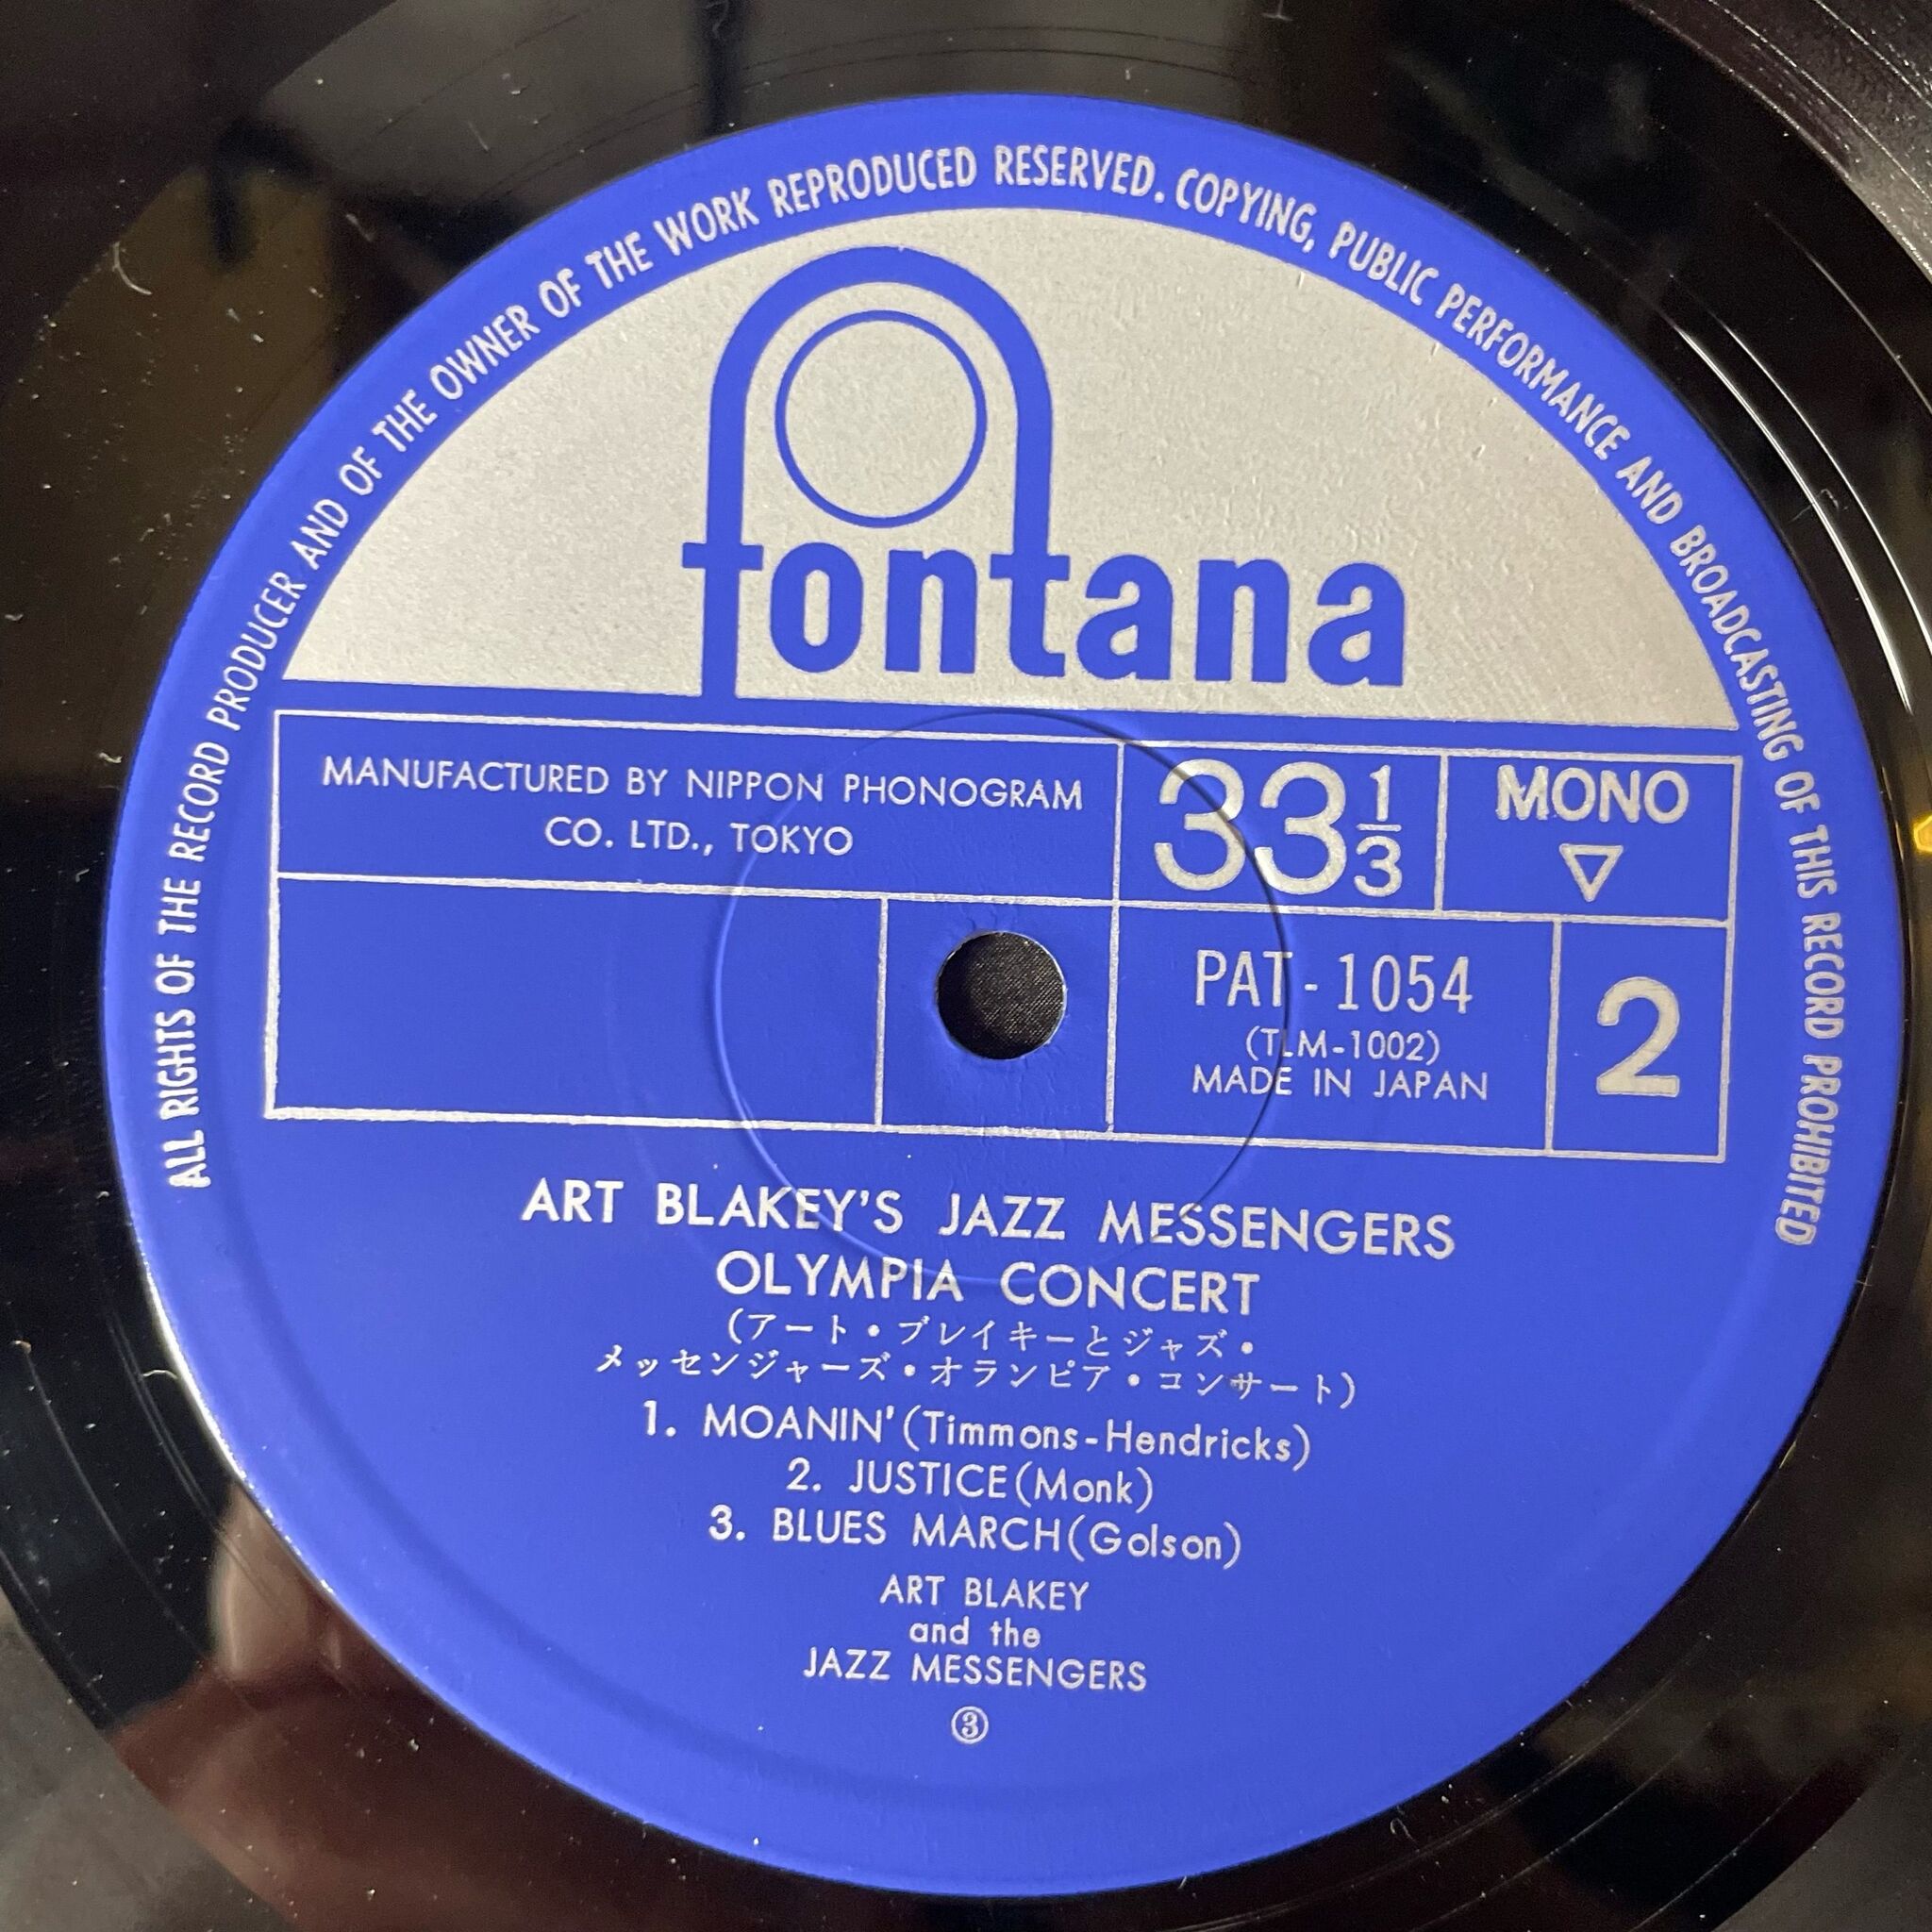 ALL RIGHTS OF THE RECORD PRODUCER AND OF THE OWNER OF THE WORK REPRODUCED RESERVED. COPYING, PUBLIC PERFORMANCE AND BROADCASTING OF THIS RECORD PROHIBITED
fontana
MANUFACTURED BY NIPPON PHONOGRAM
CO. LTD., TOKYO
33 1/3
MONO
▽
PAT-1054
(TLM-1002)
MADE IN JAPAN
2
ART BLAKEY'S JAZZ MESSENGERS
OLYMPIA CONCERT
(アート・ブレイキーとジャズ・
メッセンジャーズ・オランピア・コンサート)
1. MOANIN' (Timmons-Hendricks)
2. JUSTICE (Monk)
3. BLUES MARCH (Golson)
ART BLAKEY
and the
JAZZ MESSENGERS
③